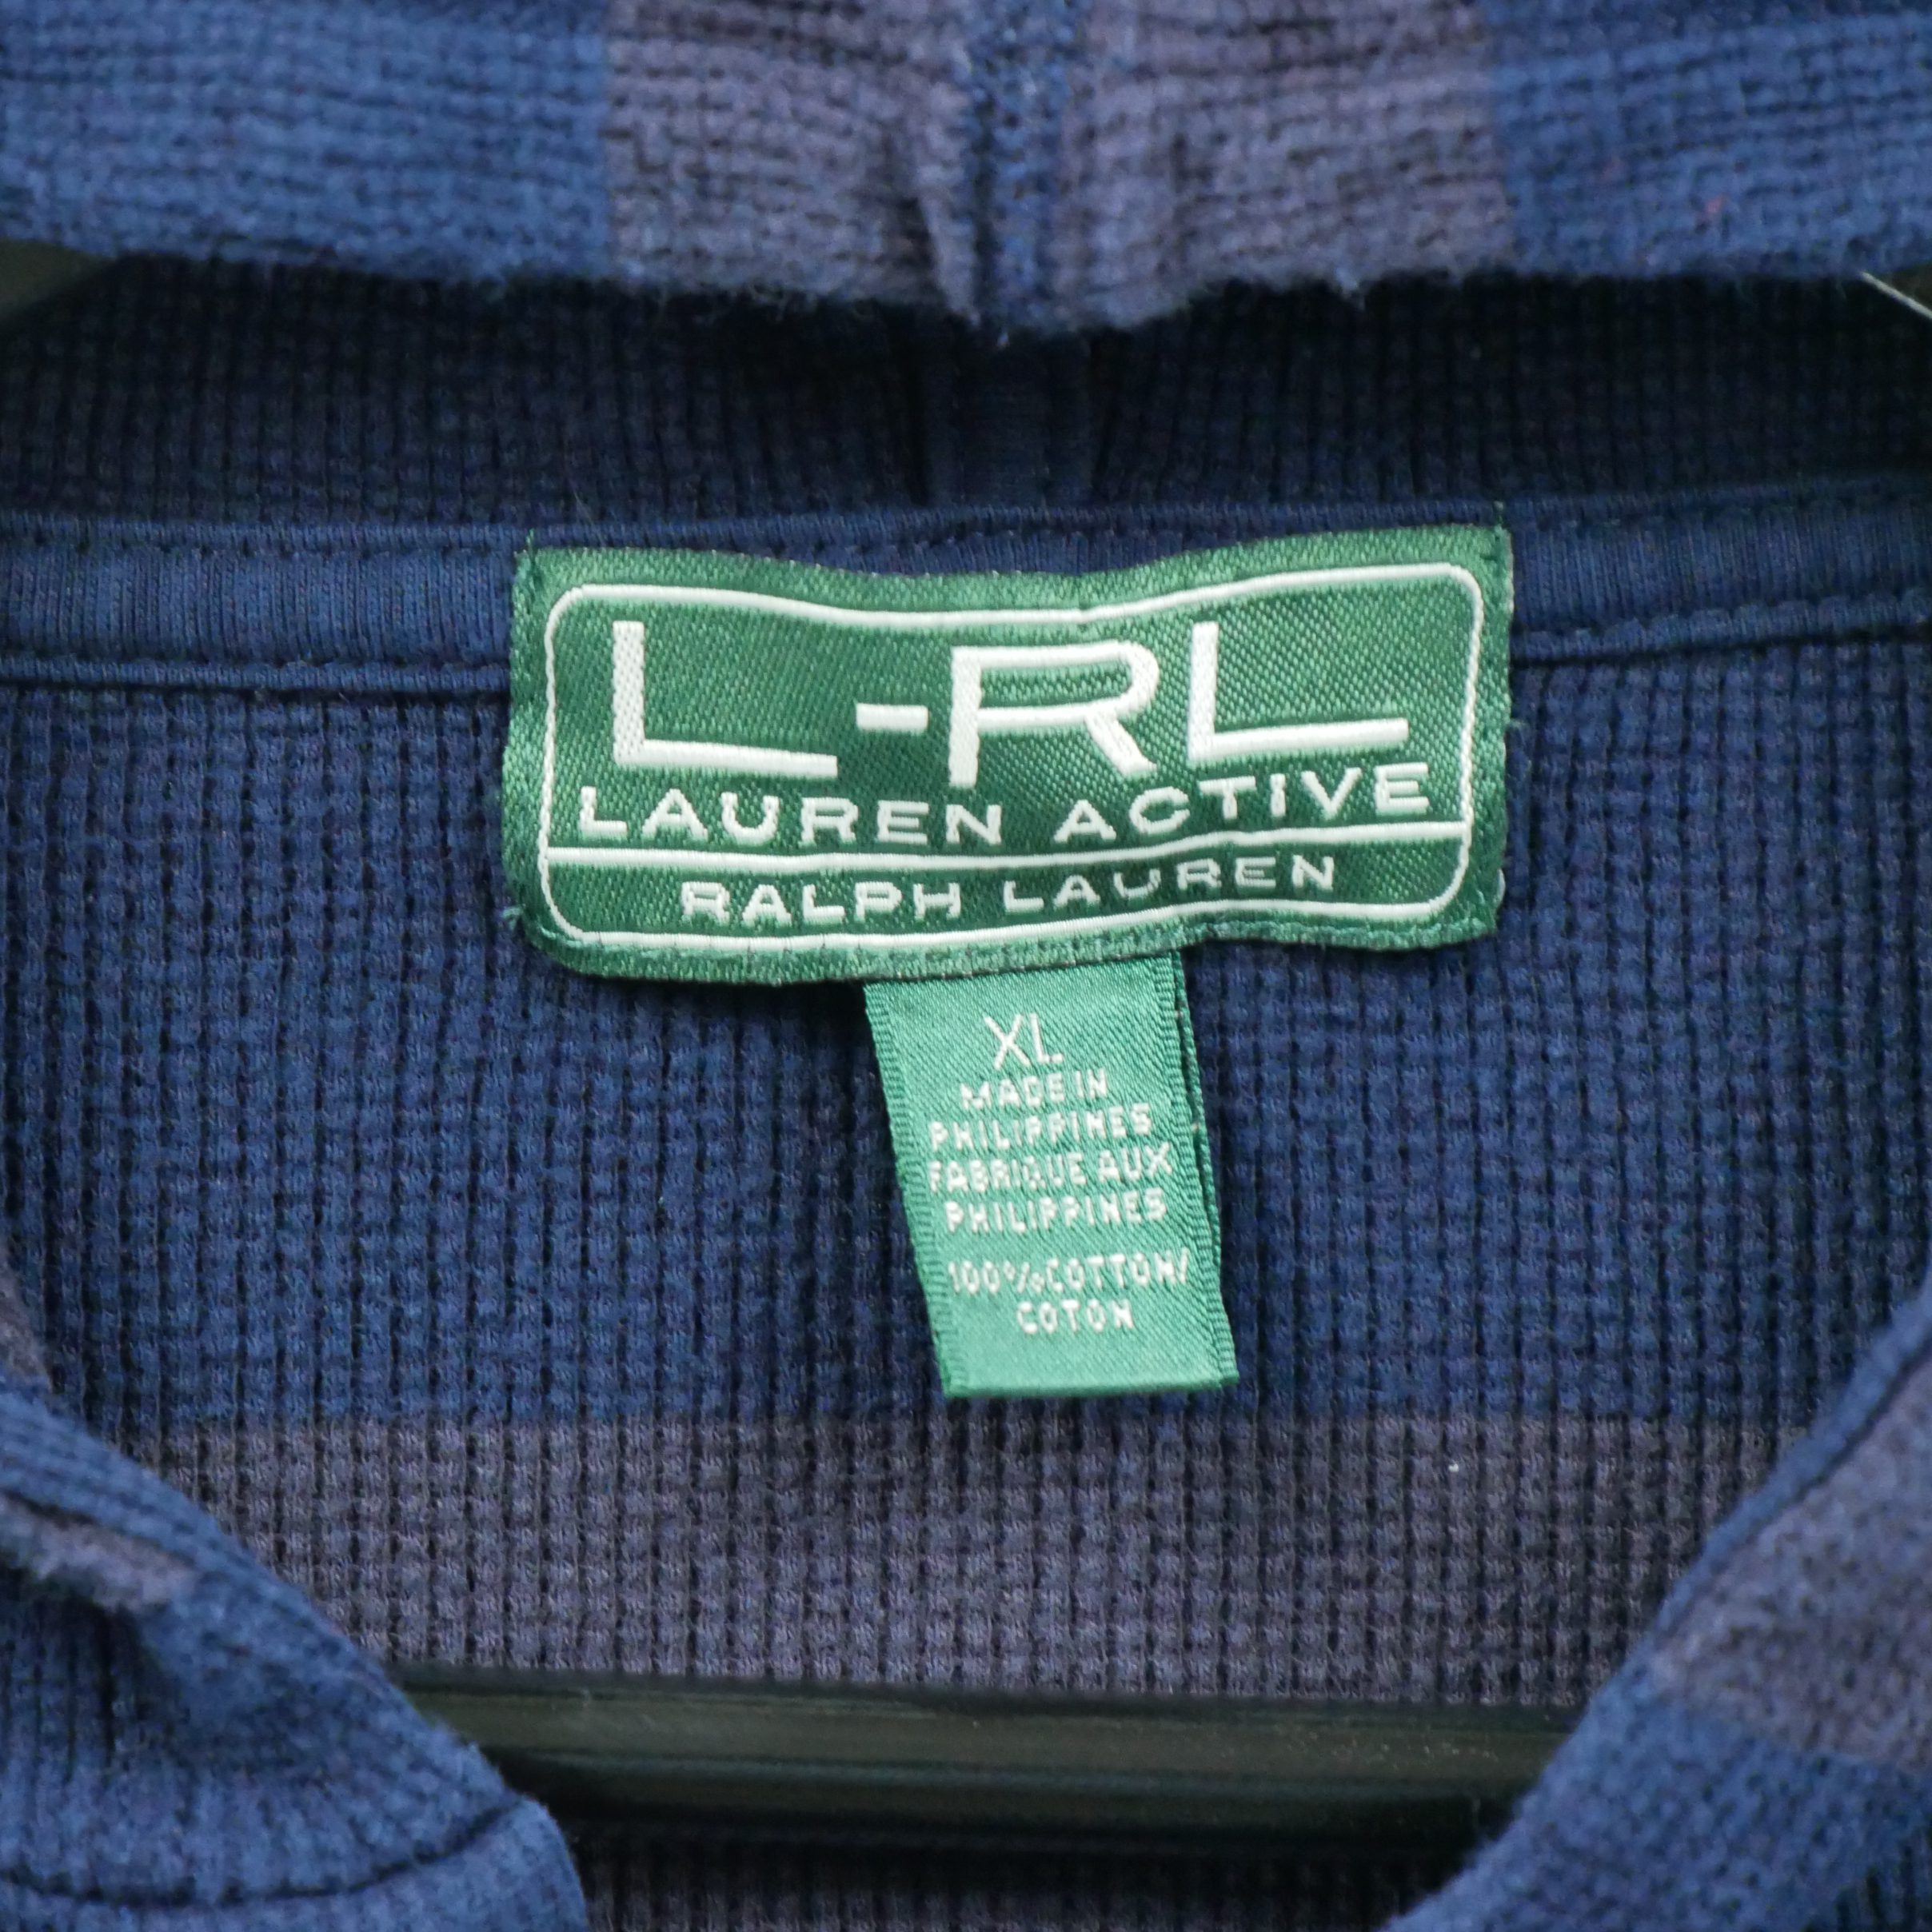 L-RL
LAUREN ACTIVE
RALPH LAUREN
XL
MADE IN
PHILIPPINES
FABRIQUE AUX
PHILIPPINES
100% COTTON/
COTON